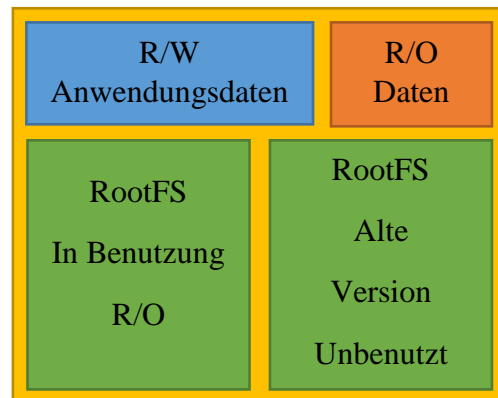 R/W
Anwendungsdaten
R/O
Daten
RootFS
In Benutzung
R/O
RootFS
Alte
Version
Unbenutzt